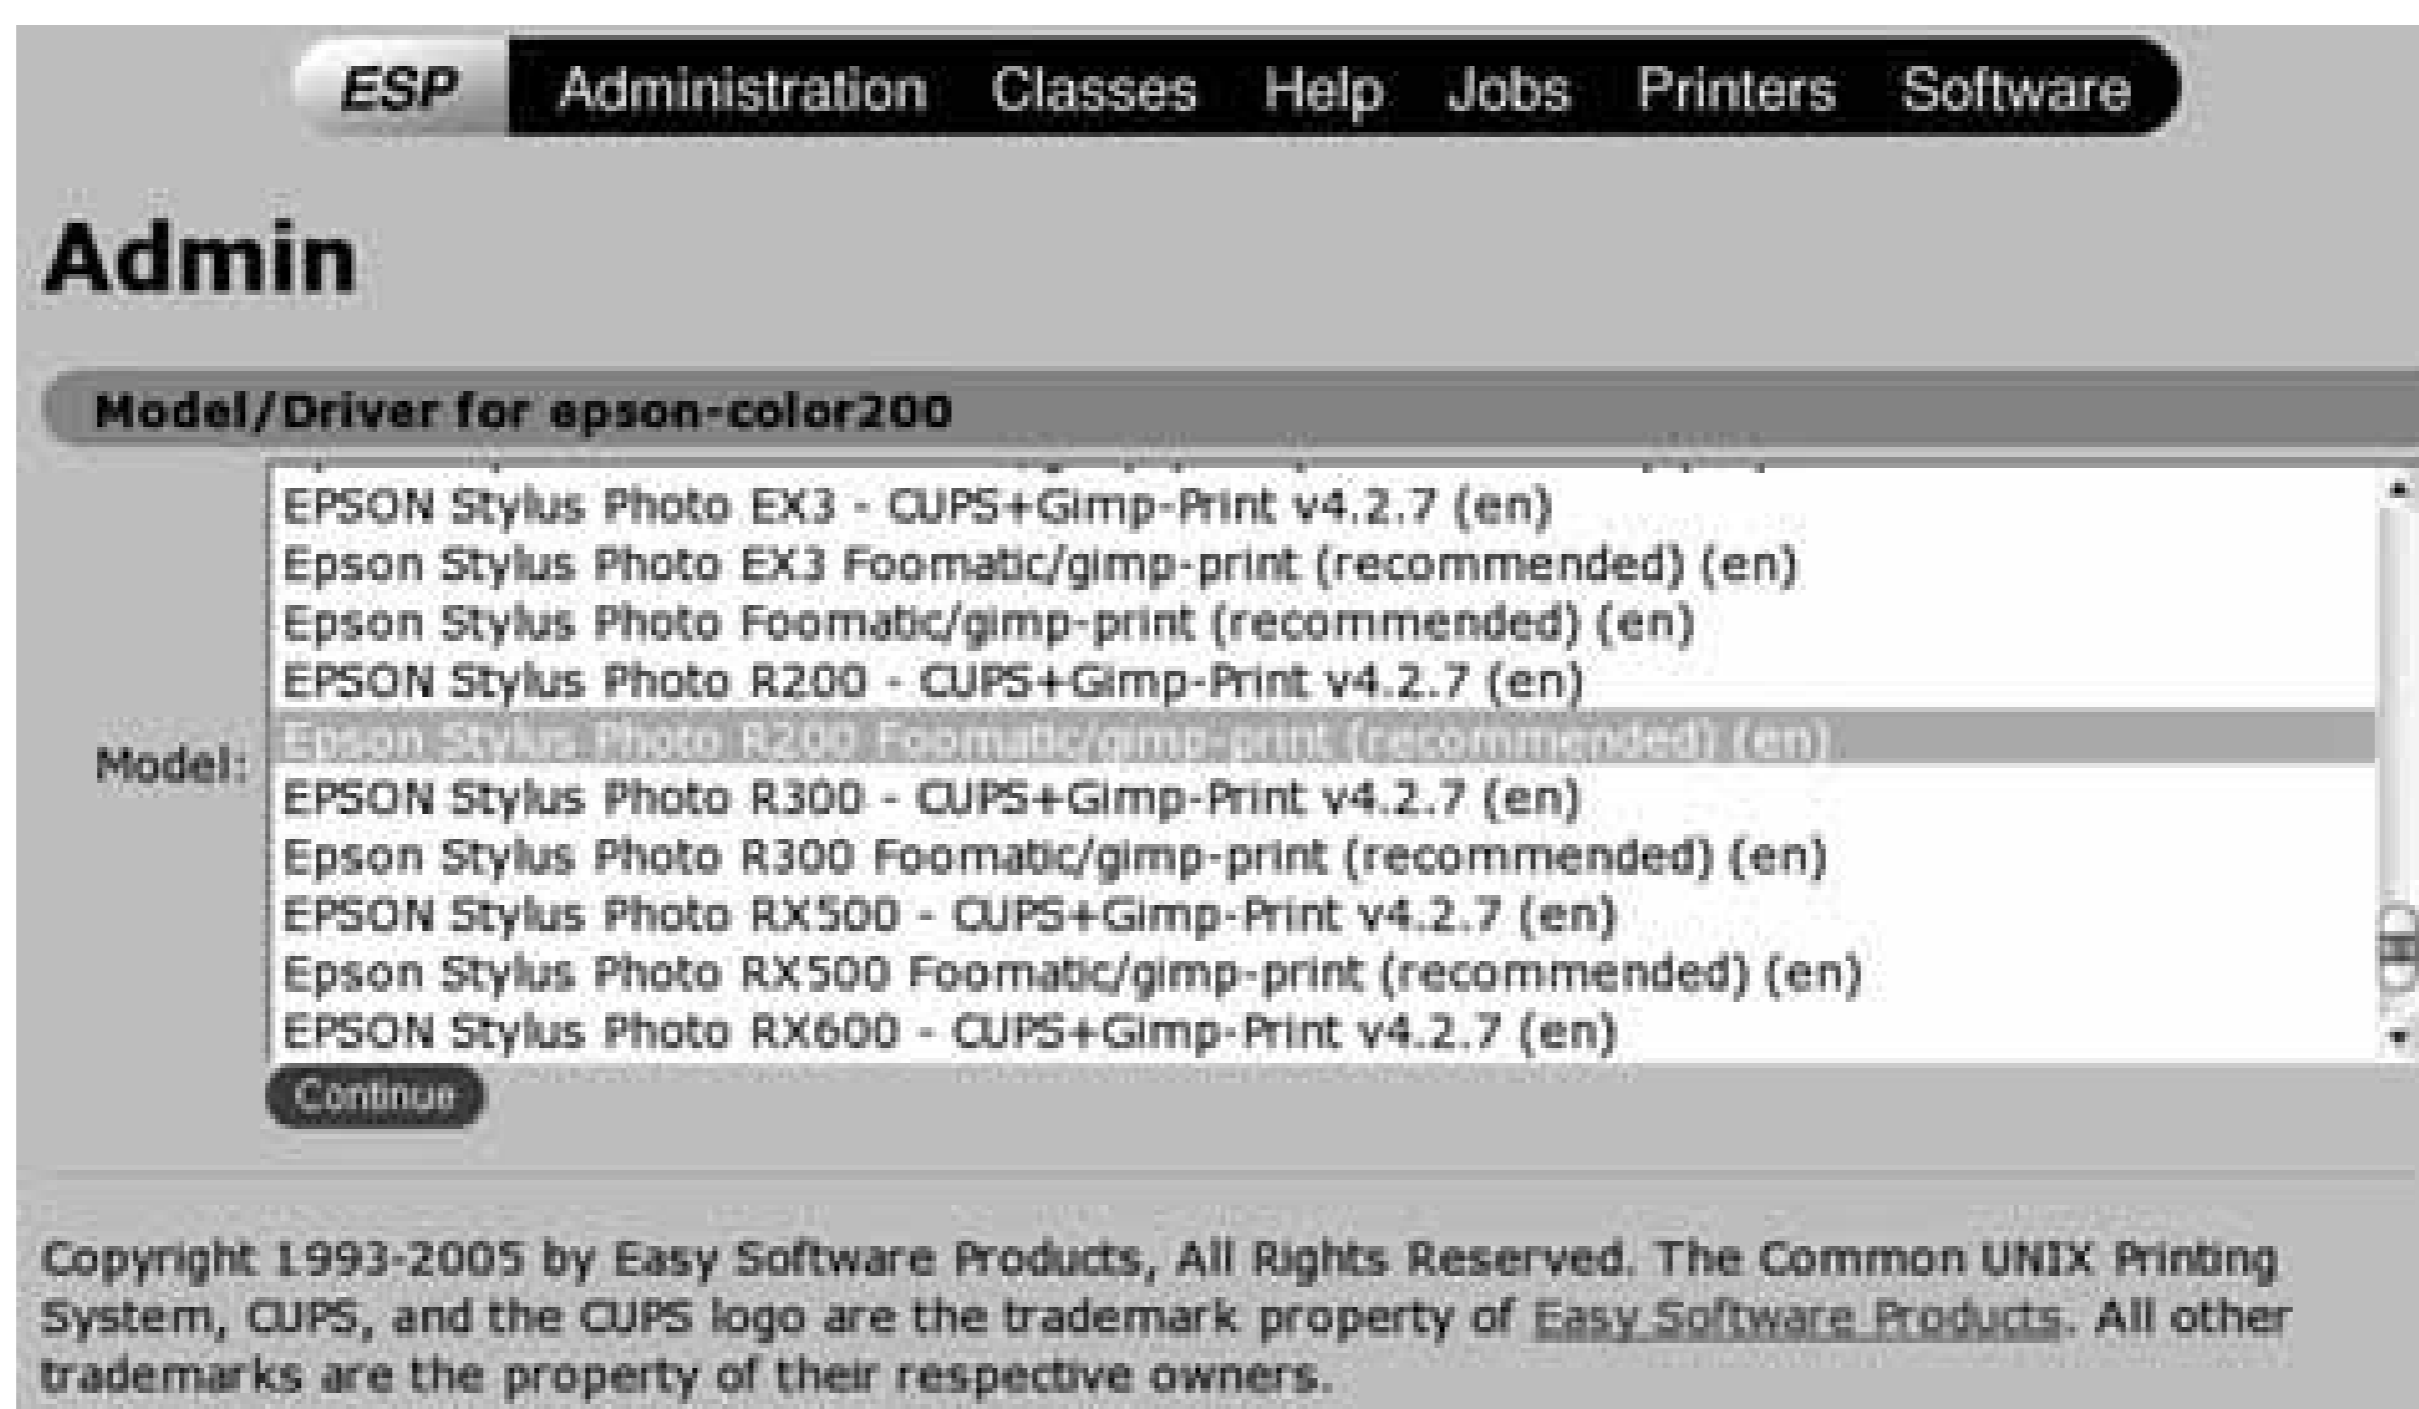 ESP Administration Classes Help Jobs Printers Software
Admin
Model/Driver for epson-color200
EPSON Stylus Photo EX3 - CUPS+Gimp-Print v4.2.7 (en)
Epson Stylus Photo EX3 Foomatic/gimp-print (recommended) (en)
Epson Stylus Photo Foomatic/gimp-print (recommended) (en)
EPSON Stylus Photo R200 - CUPS+Gimp-Print v4.2.7 (en)
Model: Epson Stylus Photo R200 Foomatic/gimp-print (recommended) (en)
EPSON Stylus Photo R300 - CUPS+Gimp-Print v4.2.7 (en)
Epson Stylus Photo R300 Foomatic/gimp-print (recommended) (en)
EPSON Stylus Photo RX500 - CUPS+Gimp-Print v4.2.7 (en)
Epson Stylus Photo RX500 Foomatic/gimp-print (recommended) (en)
EPSON Stylus Photo RX600 - CUPS+Gimp-Print v4.2.7 (en)
Continue
Copyright 1993-2005 by Easy Software Products, All Rights Reserved. The Common UNIX Printing
System, CUPS, and the CUPS logo are the trademark property of Easy Software Products. All other
trademarks are the property of their respective owners.